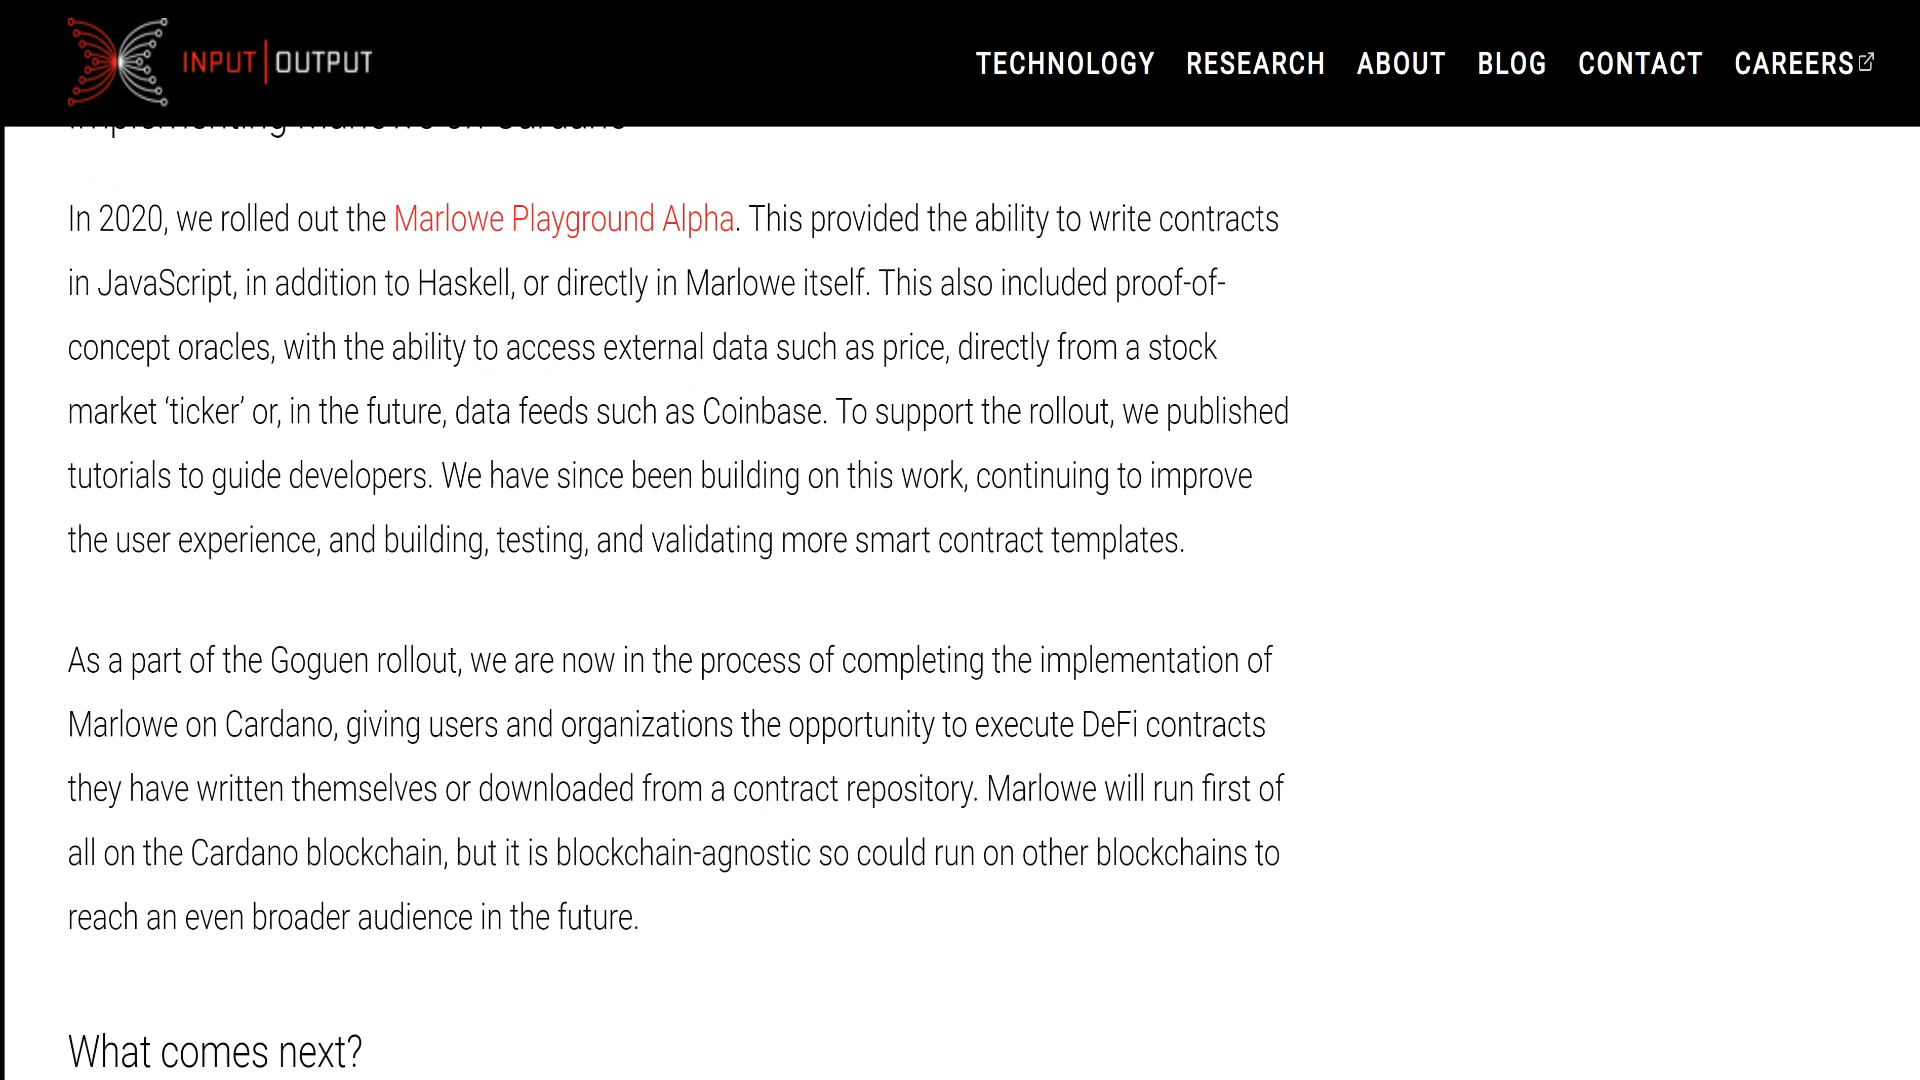 INPUT|OUTPUT
TECHNOLOGY RESEARCH ABOUT BLOG CONTACT CAREERS
Implementing Marlowe on Cardano
In 2020, we rolled out the Marlowe Playground Alpha. This provided the ability to write contracts
in JavaScript, in addition to Haskell, or directly in Marlowe itself. This also included proof-of-
concept oracles, with the ability to access external data such as price, directly from a stock
market ‘ticker’ or, in the future, data feeds such as Coinbase. To support the rollout, we published
tutorials to guide developers. We have since been building on this work, continuing to improve
the user experience, and building, testing, and validating more smart contract templates.
As a part of the Goguen rollout, we are now in the process of completing the implementation of
Marlowe on Cardano, giving users and organizations the opportunity to execute DeFi contracts
they have written themselves or downloaded from a contract repository. Marlowe will run first of
all on the Cardano blockchain, but it is blockchain-agnostic so could run on other blockchains to
reach an even broader audience in the future.
What comes next?